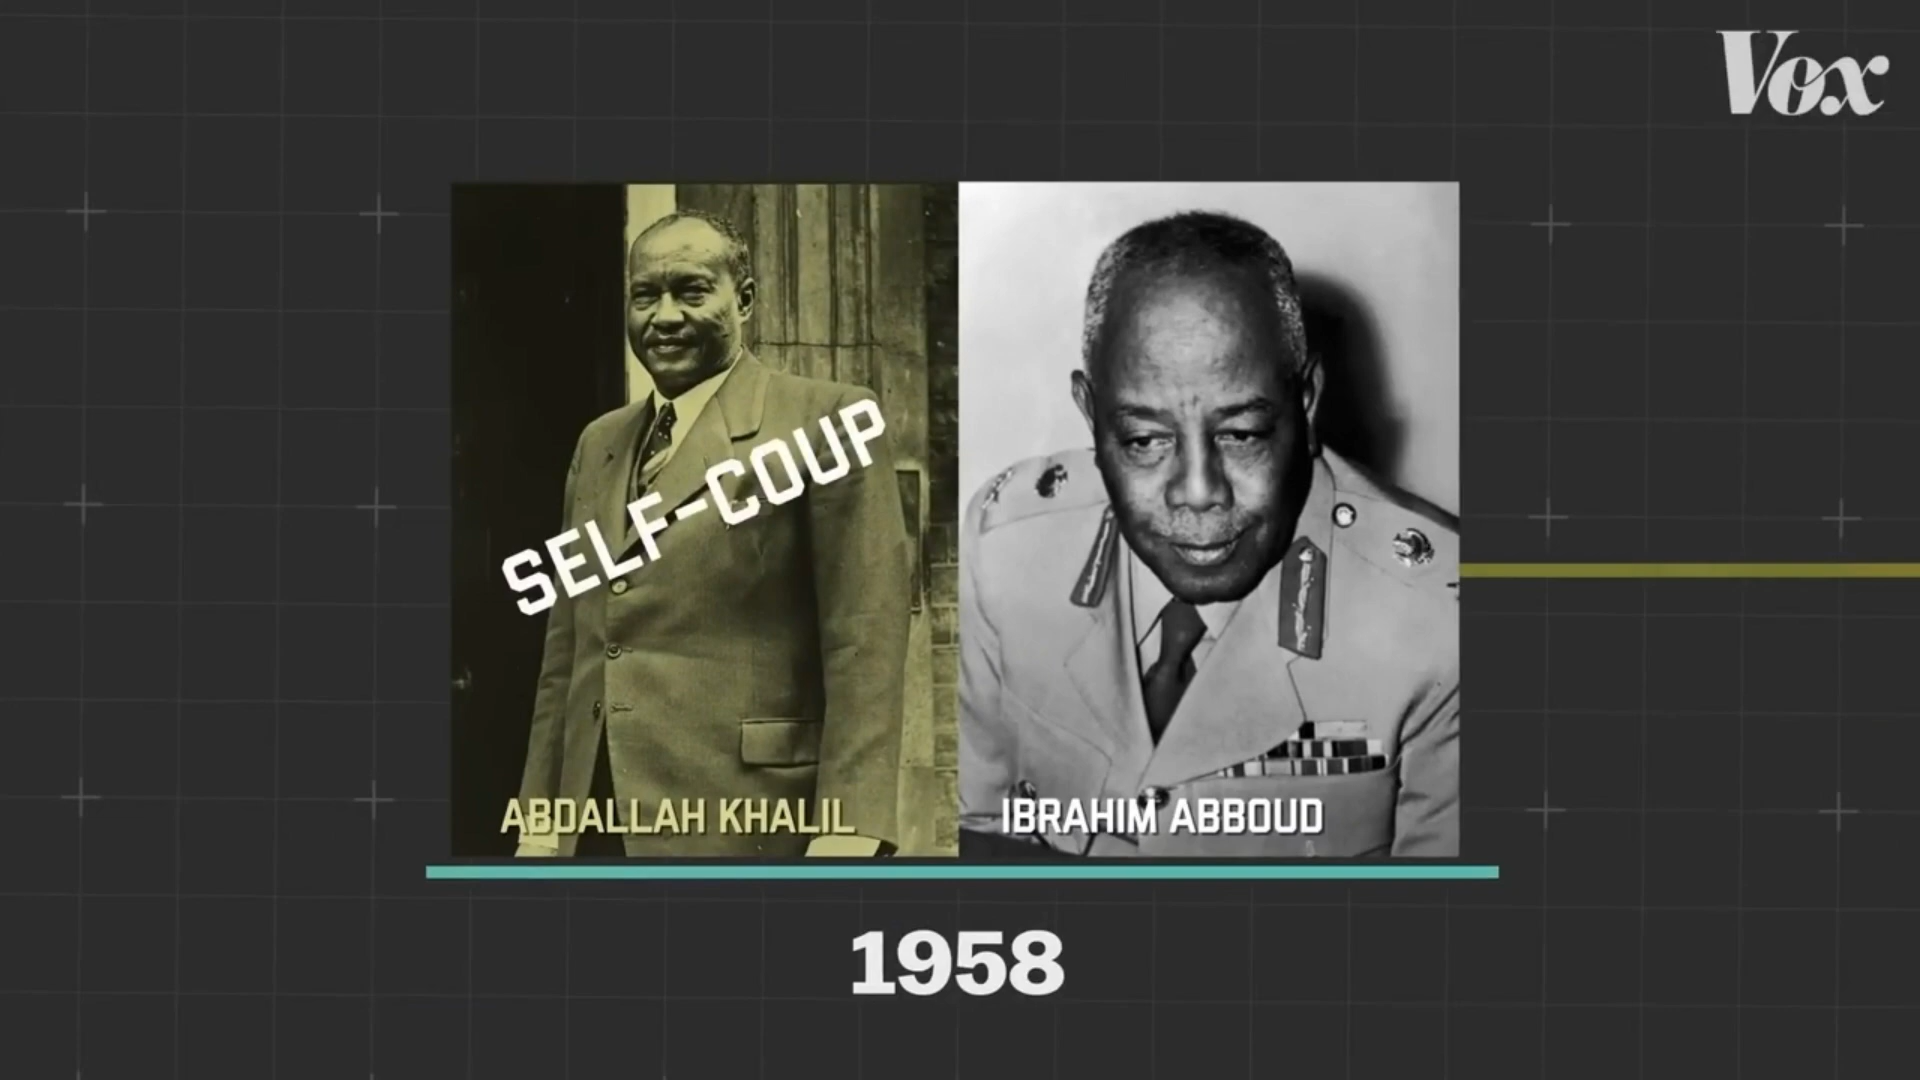 Vox
SELF-COUP
ABDALLAH KHALIL
IBRAHIM ABBOUD
1958